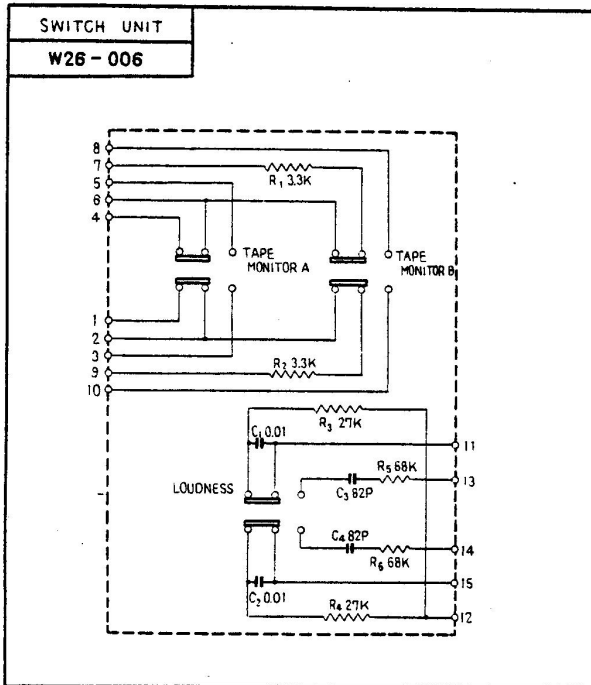 SWITCH UNIT
W26-006
8
7
R1 3.3K
5
6
4
TAPE
MONITOR A
TAPE
MONITOR B
1
2
3
R2 3.3K
9
10
R3 27K
C1 0.01
11
R5 68K
13
LOUDNESS
C3 82P
C4 82P
14
R6 68K
15
C2 0.01
R4 27K
12